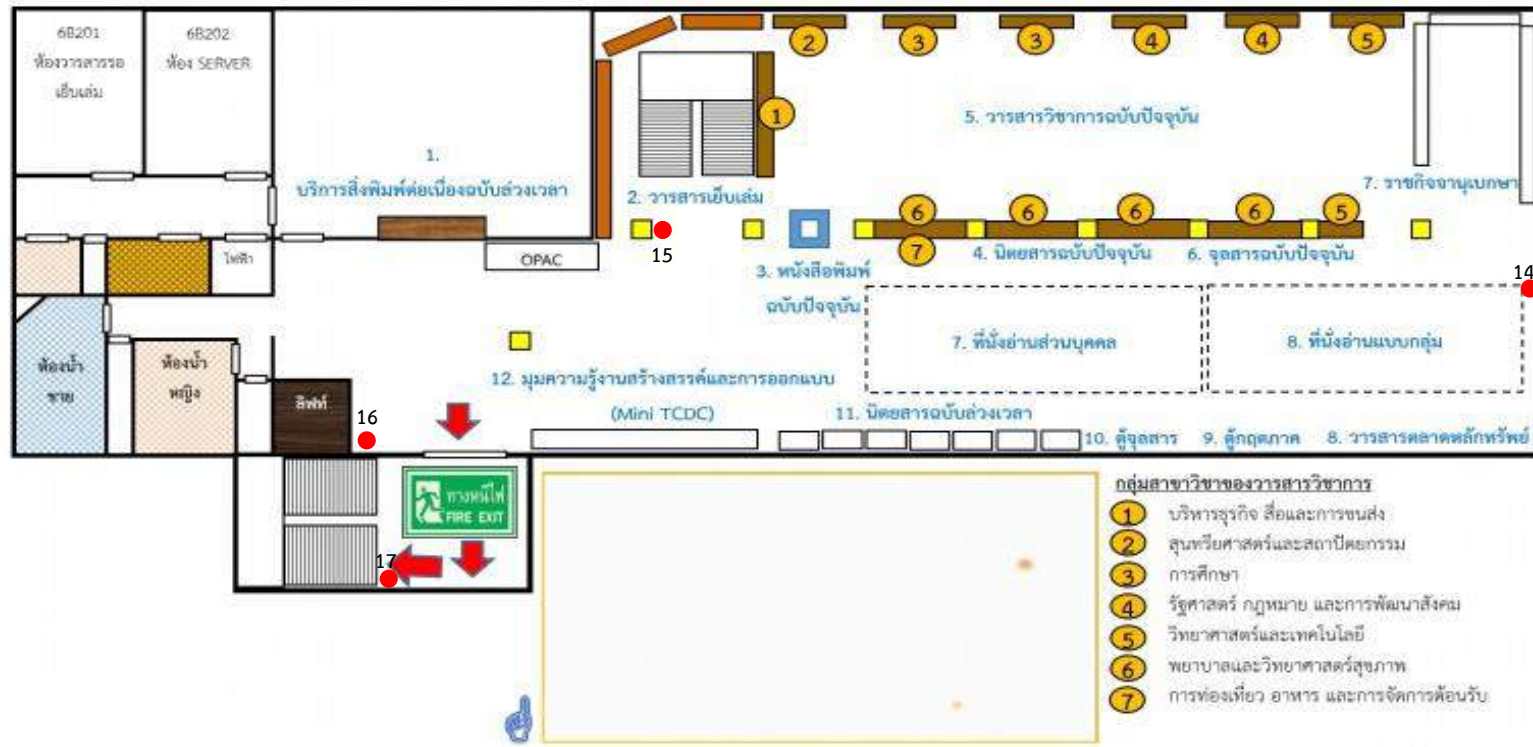 6B201
ห้องวารสารรอ
เย็บเล่ม
6B202
ห้อง SERVER
1.
บริการสิ่งพิมพ์ต่อเนื่องฉบับล่วงเวลา
2
3
3
4
4
5
1
5. วารสารวิชาการฉบับปัจจุบัน
2. วารสารเย็บเล่ม
7. ราชกิจจานุเบกษา
15
6
6
6
6
5
7
ไฟฟ้า
OPAC
3. หนังสือพิมพ์
ฉบับปัจจุบัน
4. นิตยสารฉบับปัจจุบัน
6. จุลสารฉบับปัจจุบัน
14
7. ที่นั่งอ่านส่วนบุคคล
8. ที่นั่งอ่านแบบกลุ่ม
ห้องน้ำ
ชาย
ห้องน้ำ
หญิง
ลิฟท์
16
12. มุมความรู้งานสร้างสรรค์และการออกแบบ
(Mini TCDC)
11. นิตยสารฉบับล่วงเวลา
10. ตู้จุลสาร
9. ตู้กฤตภาค
8. วารสารตลาดหลักทรัพย์
ทางหนีไฟ
FIRE EXIT
17
กลุ่มสาขาวิชาของวารสารวิชาการ
1 บริหารธุรกิจ สื่อและการขนส่ง
2 สุนทรียศาสตร์และสถาปัตยกรรม
3 การศึกษา
4 รัฐศาสตร์ กฎหมาย และการพัฒนาสังคม
5 วิทยาศาสตร์และเทคโนโลยี
6 พยาบาลและวิทยาศาสตร์สุขภาพ
7 การท่องเที่ยว อาหาร และการจัดการต้อนรับ